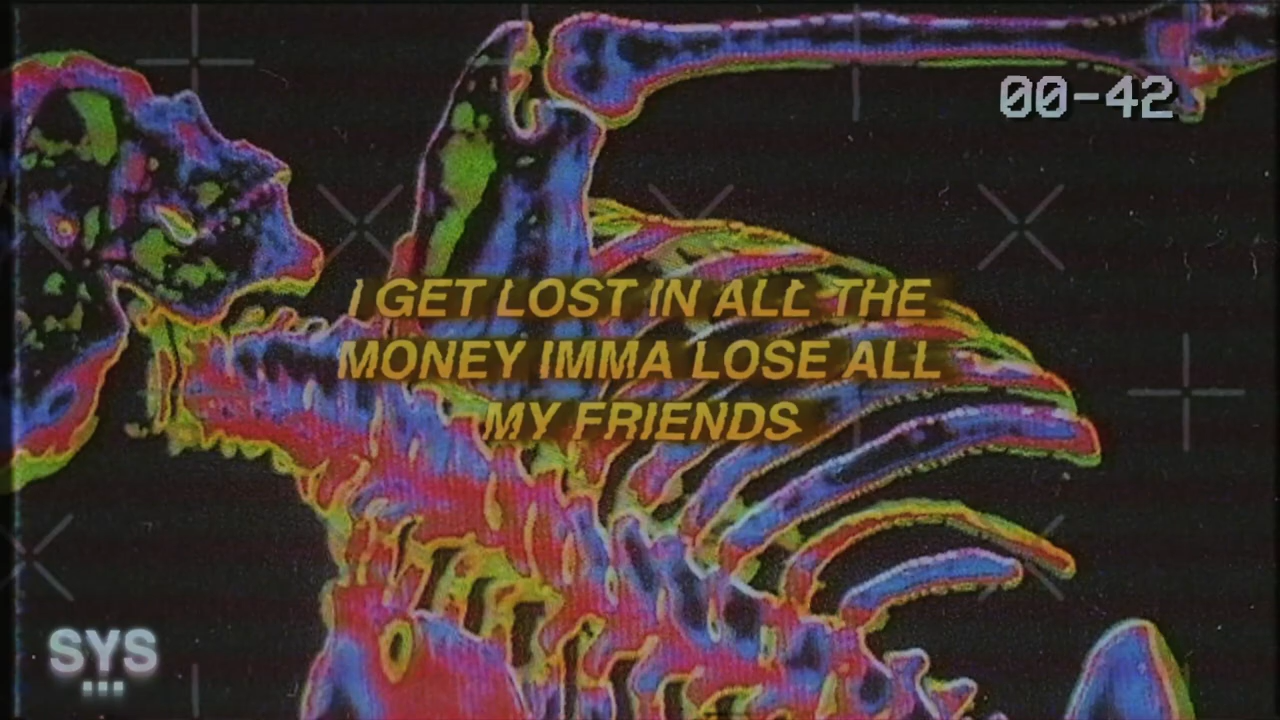 00-42
I GET LOST IN ALL THE
MONEY IMMA LOSE ALL
MY FRIENDS
SYS
...